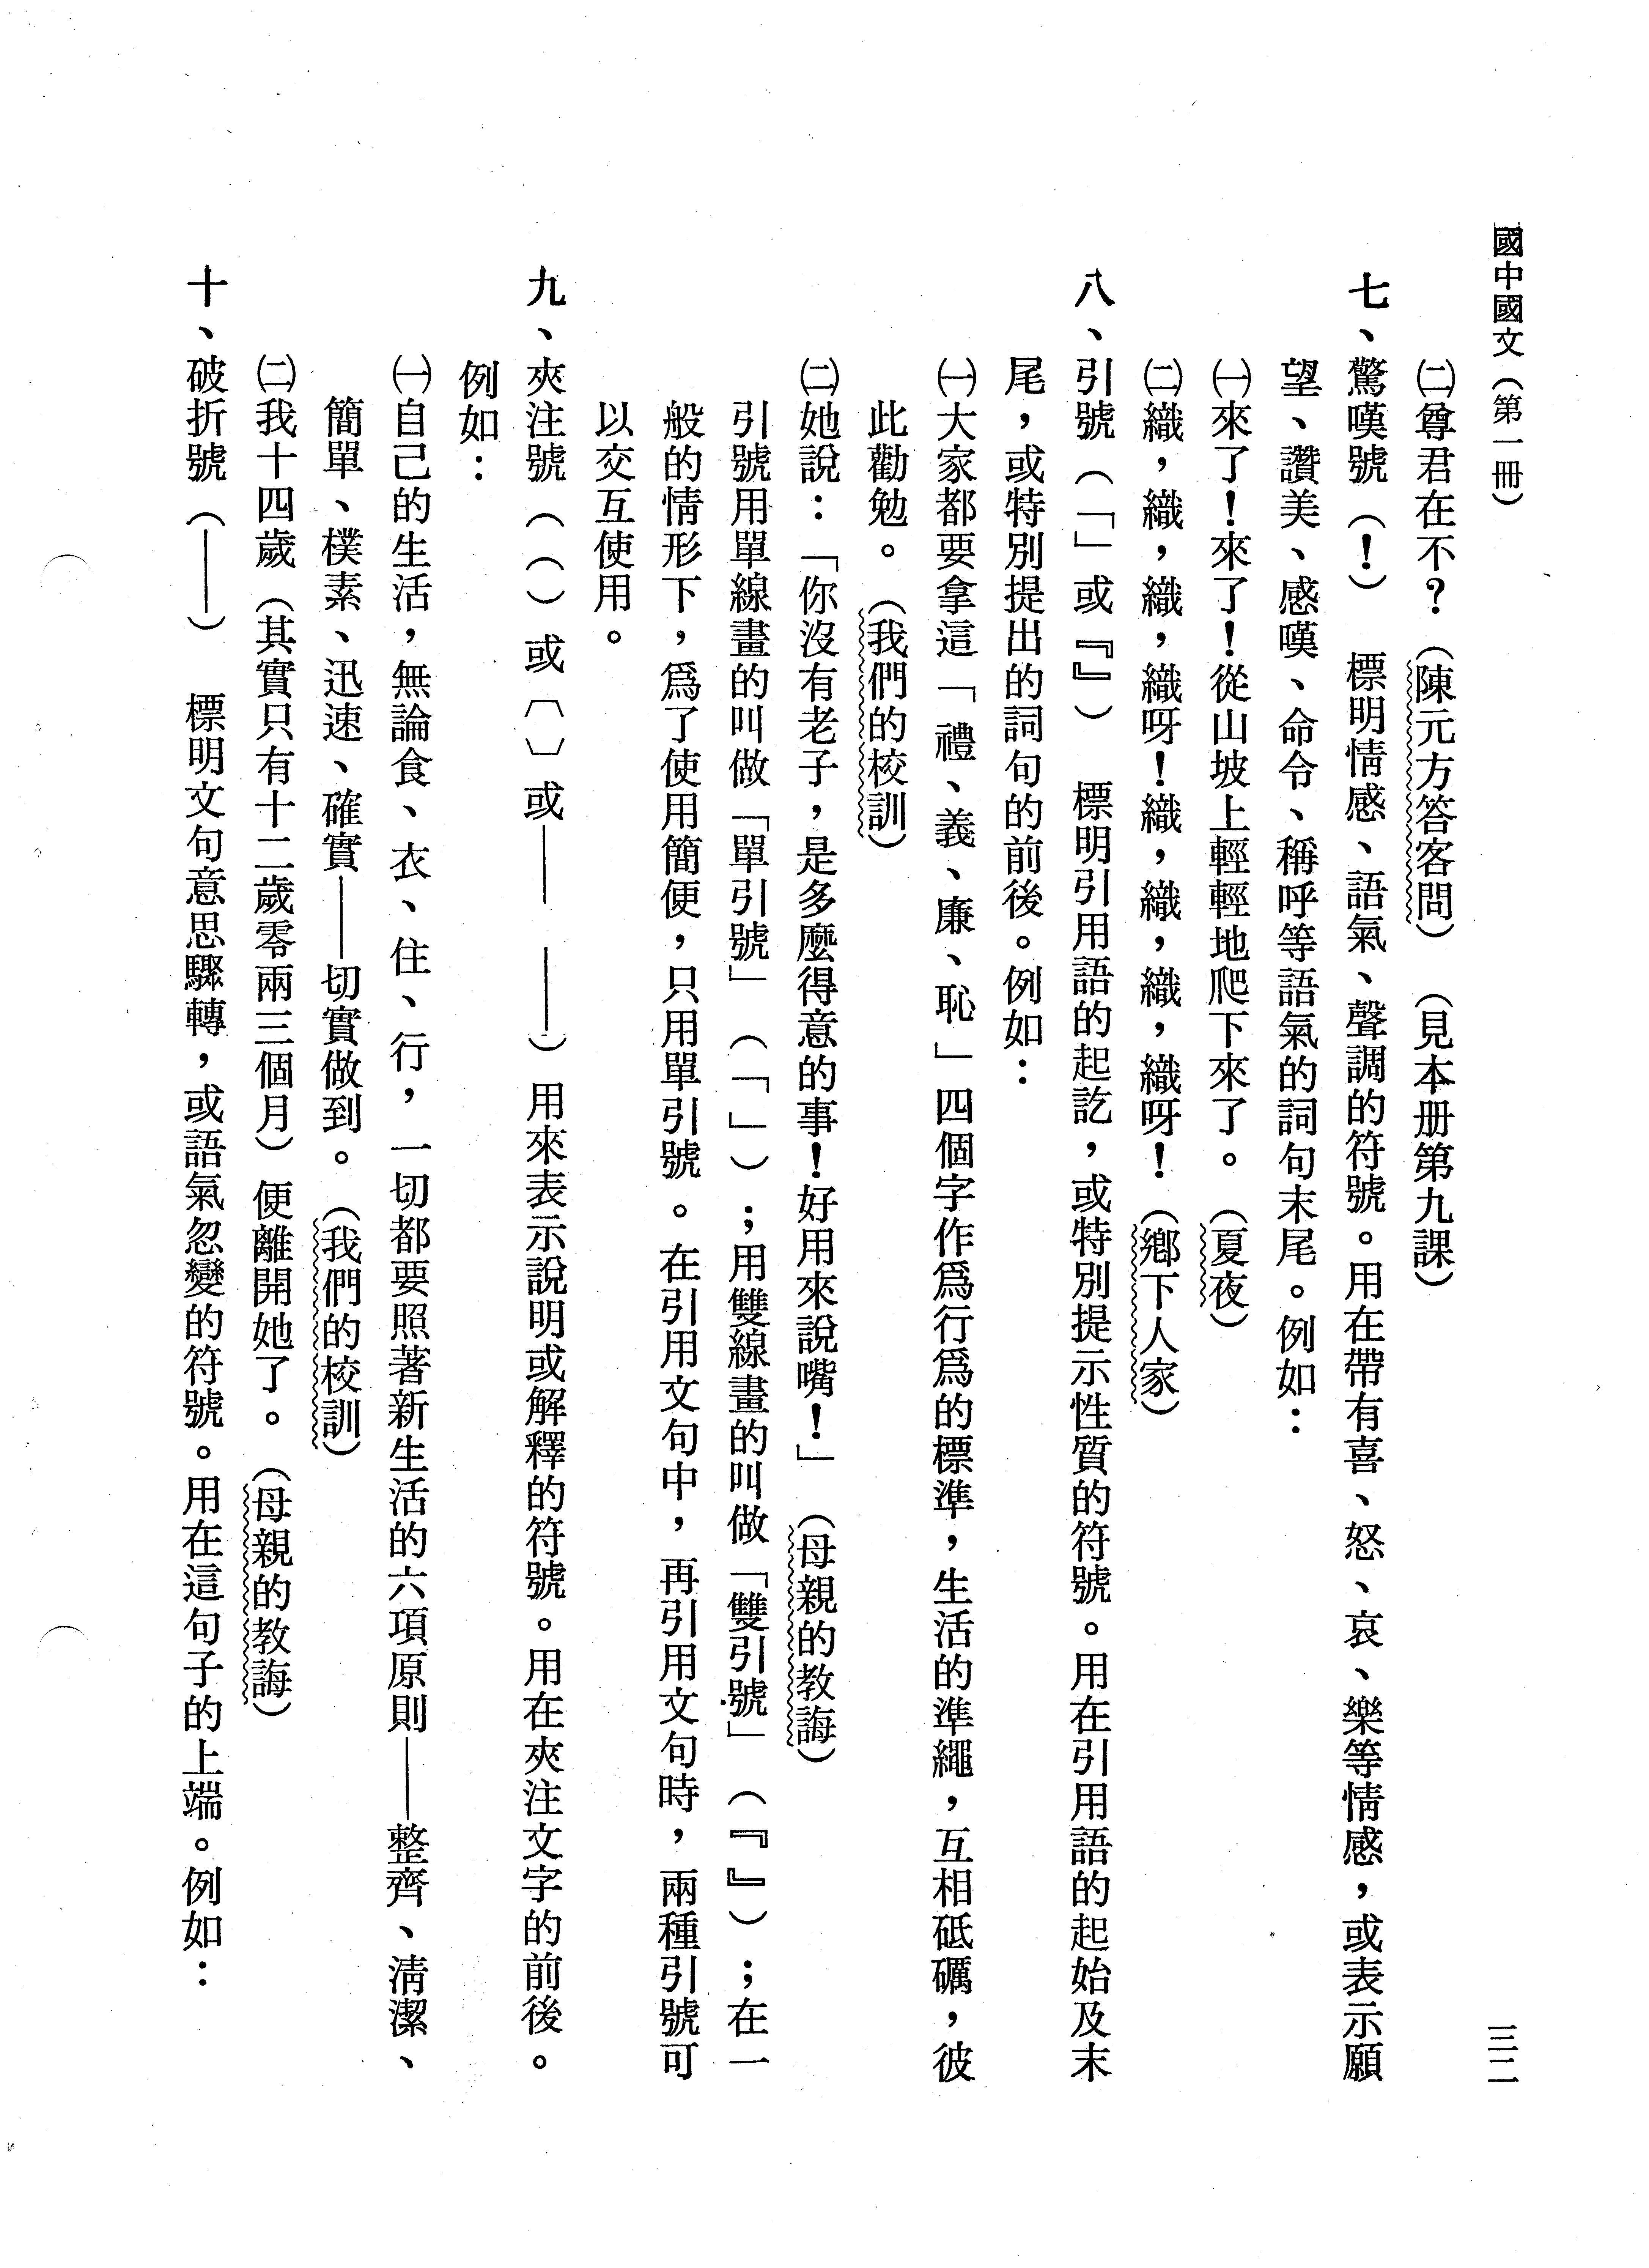 國中國文（第一冊）
三二
㈡尊君在不？（陳元方答客問）　（見本册第九課）
七、驚嘆號（！）　標明情感、語氣、聲調的符號。用在帶有喜、怒、哀、樂等情感，或表示願
望、讚美、感嘆、命令、稱呼等語氣的詞句末尾。例如：
㈠來了！來了！從山坡上輕輕地爬下來了。（夏夜）
㈡織，織，織，織呀！織，織，織，織呀！（鄉下人家）
八、引號（「」或『』）　標明引用語的起訖，或特別提示性質的符號。用在引用語的起始及末
尾，或特別提出的詞句的前後。例如：
㈠大家都要拿這「禮、義、廉、恥」四個字作爲行爲的標準，生活的準繩，互相砥礪，彼
此勸勉。（我們的校訓）
㈡她說：「你沒有老子，是多麼得意的事！好用來說嘴！」（母親的教誨）
引號用單線畫的叫做「單引號」（「」）；用雙線畫的叫做「雙引號」（『』）；在一
般的情形下，爲了使用簡便，只用單引號。在引用文句中，再引用文句時，兩種引號可
以交互使用。
九、夾注號（（）或〔〕或——　——）用來表示說明或解釋的符號。用在夾注文字的前後。
例如：
㈠自己的生活，無論食、衣、住、行，一切都要照著新生活的六項原則——整齊、清潔、
簡單、樸素、迅速、確實——切實做到。（我們的校訓）
㈡我十四歲（其實只有十二歲零兩三個月）便離開她了。（母親的教誨）
十、破折號（——）　標明文句意思驟轉，或語氣忽變的符號。用在這句子的上端。例如：